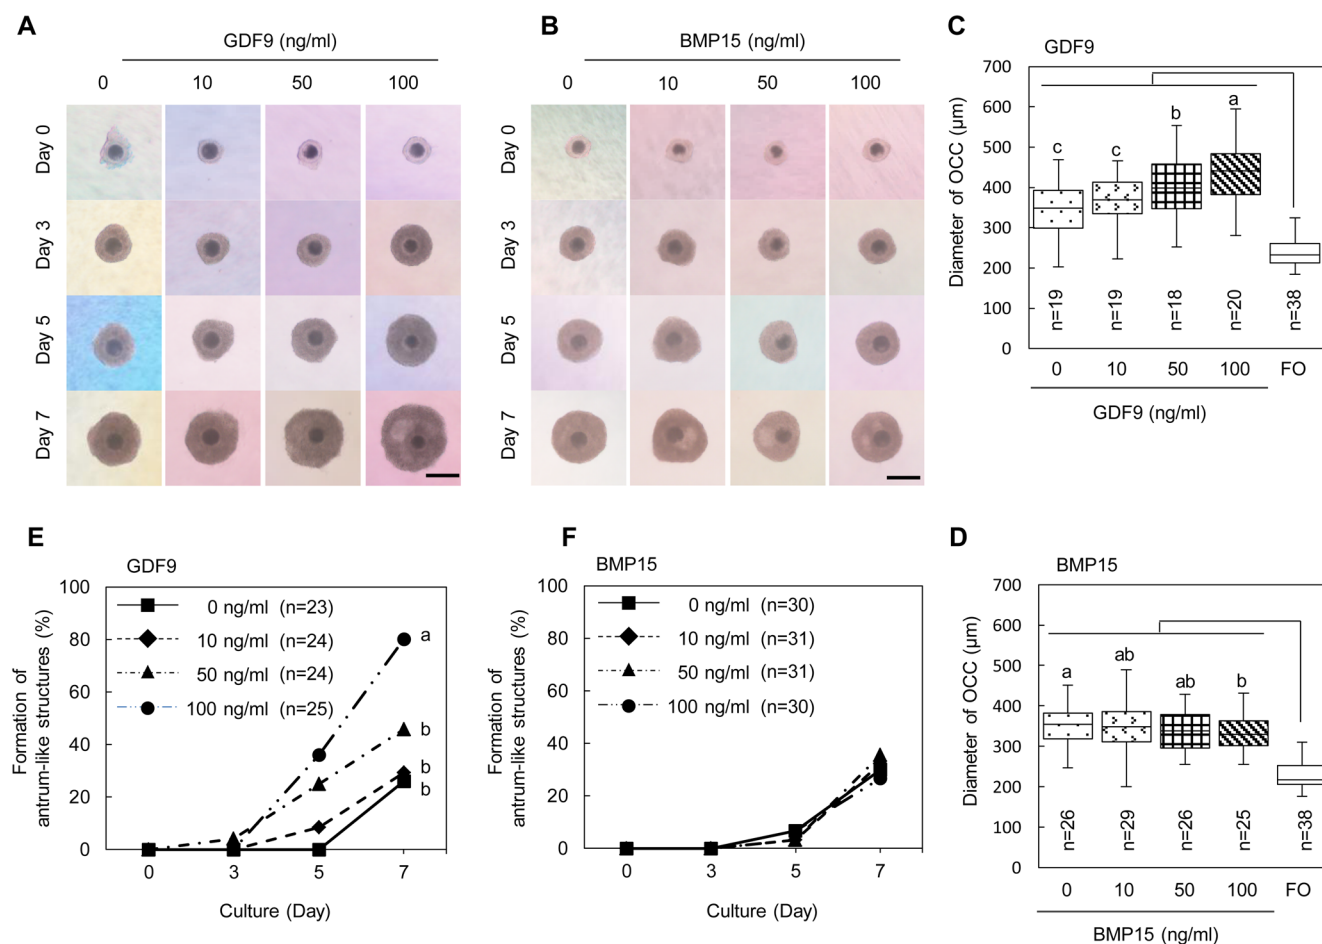 A
GDF9 (ng/ml)
0 10 50 100
Day 0
Day 3
Day 5
Day 7
B
BMP15 (ng/ml)
0 10 50 100
Day 0
Day 3
Day 5
Day 7
C
GDF9
Diameter of OCC (μm)
700
600
500
400
300
200
100
0
c c b a
n=19 n=19 n=18 n=20 n=38
0 10 50 100 FO
GDF9 (ng/ml)
E
GDF9
Formation of
antrum-like structures (%)
100
80
60
40
20
0
0 ng/ml (n=23)
10 ng/ml (n=24)
50 ng/ml (n=24)
100 ng/ml (n=25)
a
b
b
b
0 3 5 7
Culture (Day)
F
BMP15
Formation of
antrum-like structures (%)
100
80
60
40
20
0
0 ng/ml (n=30)
10 ng/ml (n=31)
50 ng/ml (n=31)
100 ng/ml (n=30)
0 3 5 7
Culture (Day)
D
BMP15
Diameter of OCC (μm)
700
600
500
400
300
200
100
0
a ab ab b
n=26 n=29 n=26 n=25 n=38
0 10 50 100 FO
BMP15 (ng/ml)